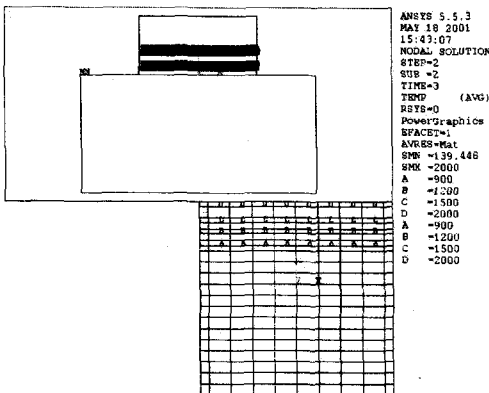 ANSYS 5.5.3
MAY 18 2001
15:43:07
NODAL SOLUTION
STEP=2
SUB =2
TIME=3
TEMP (AVG)
RSYS=0
PowerGraphics
EFACET=1
AVRES=Mat
SMN =139.446
SMX =2000
A =900
B =1200
C =1500
D =2000
A =900
B =1200
C =1500
D =2000
MN
A A A A A A A A